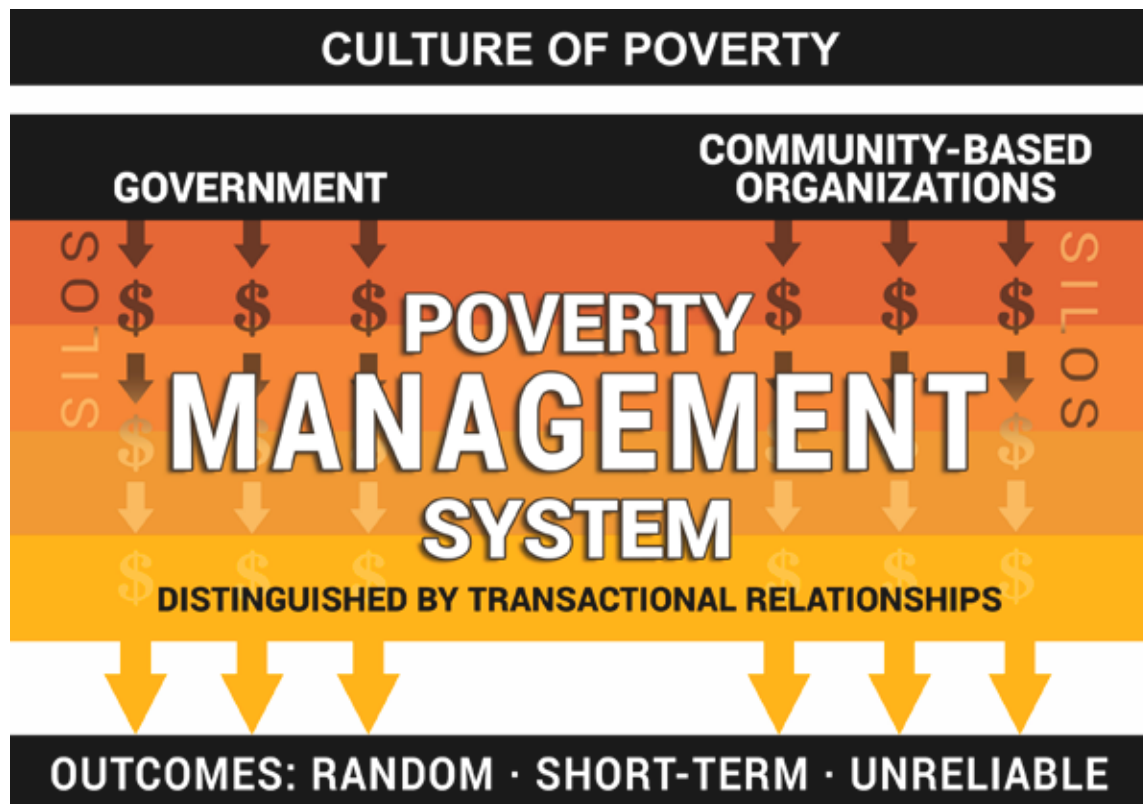 CULTURE OF POVERTY
GOVERNMENT
COMMUNITY-BASED
ORGANIZATIONS
SILOS
SILOS
$ $ $ $ $ $
POVERTY
$ $ $ $ $ $
MANAGEMENT
SYSTEM
$ $ $ $ $ $
DISTINGUISHED BY TRANSACTIONAL RELATIONSHIPS
OUTCOMES: RANDOM · SHORT-TERM · UNRELIABLE